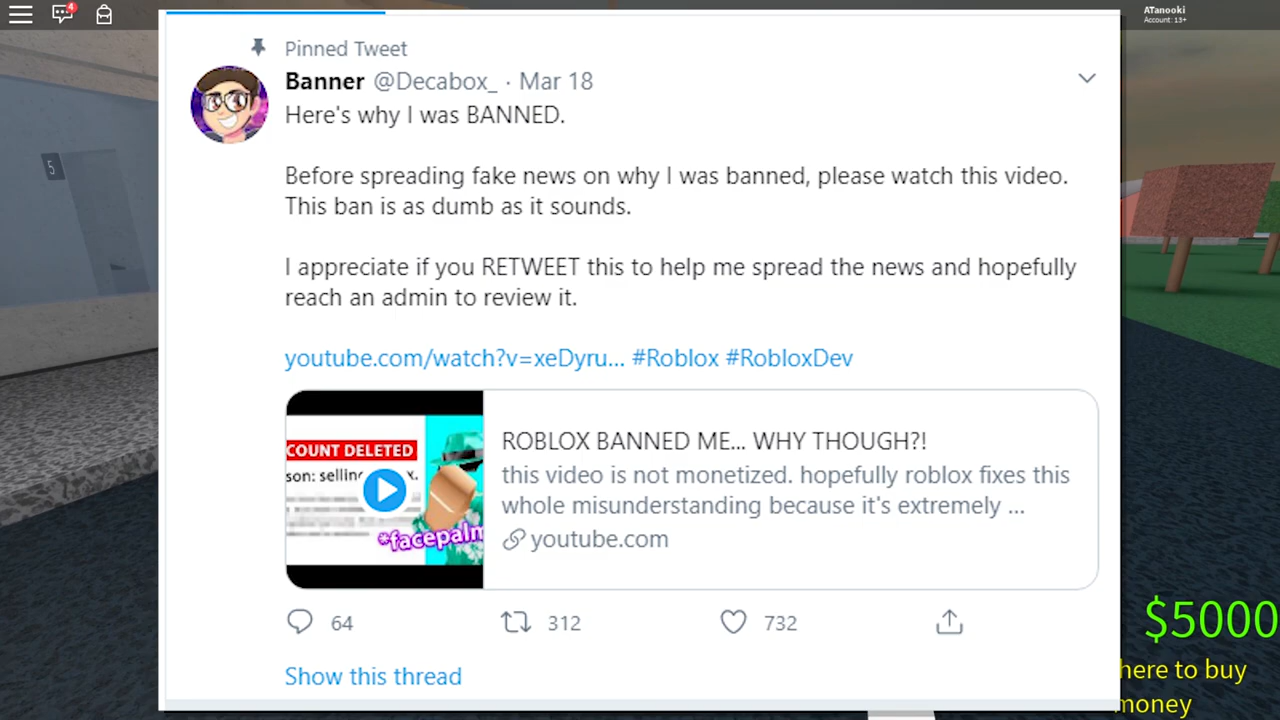 4
ATanooki
Account: 13+
Pinned Tweet
Banner @Decabox_ · Mar 18
Here's why I was BANNED.
Before spreading fake news on why I was banned, please watch this video.
This ban is as dumb as it sounds.
I appreciate if you RETWEET this to help me spread the news and hopefully
reach an admin to review it.
youtube.com/watch?v=xeDyru... #Roblox #RobloxDev
COUNT DELETED
son: selling
x.
*facepalm
ROBLOX BANNED ME... WHY THOUGH?!
this video is not monetized. hopefully roblox fixes this
whole misunderstanding because it's extremely ...
youtube.com
64 312 732
Show this thread
5
$5000
here to buy
money